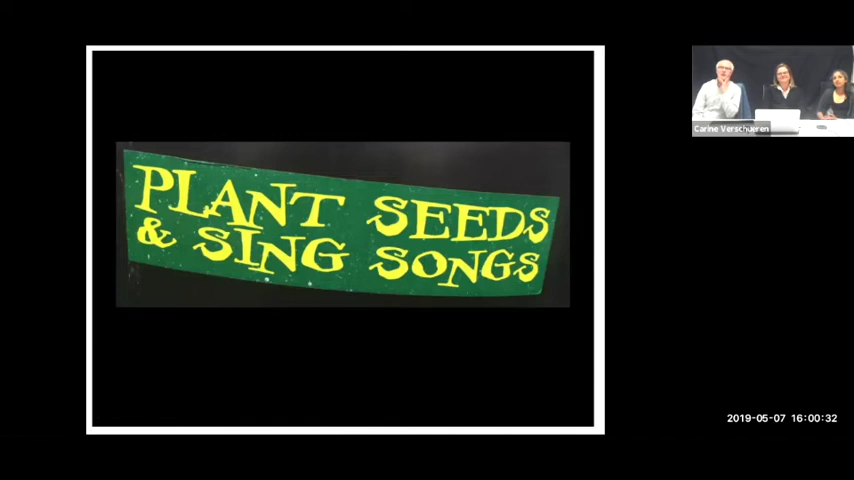 PLANT SEEDS
& SING SONGS
Carine Verschueren
2019-05-07 16:00:32